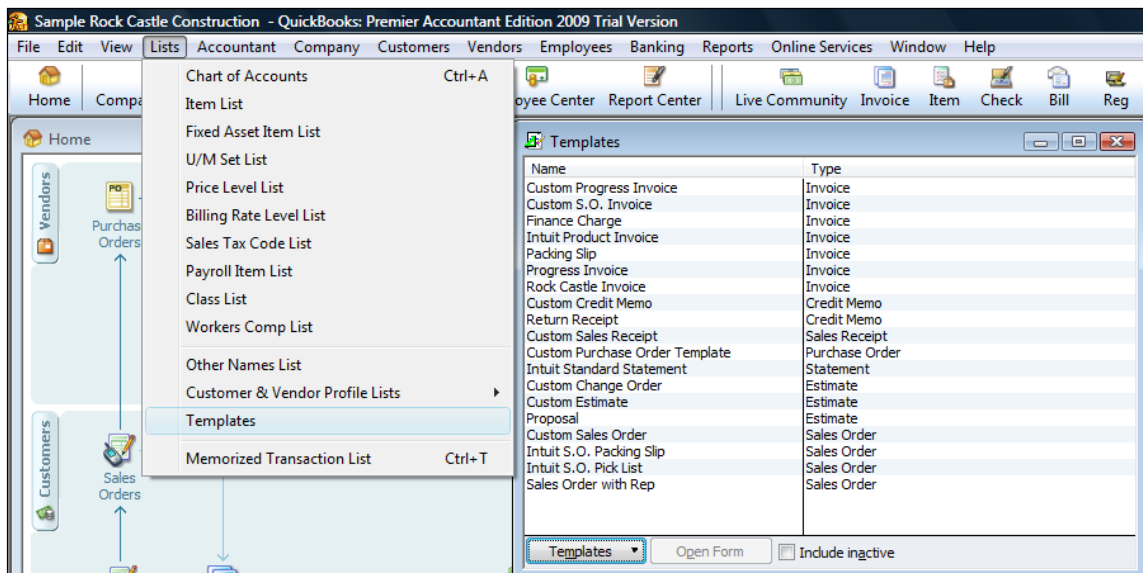 Sample Rock Castle Construction - QuickBooks: Premier Accountant Edition 2009 Trial Version
File Edit View Lists Accountant Company Customers Vendors Employees Banking Reports Online Services Window Help
Home Compa oyee Center Report Center Live Community Invoice Item Check Bill Reg
Chart of Accounts Ctrl+A
Item List
Fixed Asset Item List
U/M Set List
Price Level List
Billing Rate Level List
Sales Tax Code List
Payroll Item List
Class List
Workers Comp List
Other Names List
Customer & Vendor Profile Lists
Templates
Memorized Transaction List Ctrl+T
Home
Vendors
PO
Purchas
Orders
Customers
Sales
Orders
Templates
Name Type
Custom Progress Invoice Invoice
Custom S.O. Invoice Invoice
Finance Charge Invoice
Intuit Product Invoice Invoice
Packing Slip Invoice
Progress Invoice Invoice
Rock Castle Invoice Invoice
Custom Credit Memo Credit Memo
Return Receipt Credit Memo
Custom Sales Receipt Sales Receipt
Custom Purchase Order Template Purchase Order
Intuit Standard Statement Statement
Custom Change Order Estimate
Custom Estimate Estimate
Proposal Estimate
Custom Sales Order Sales Order
Intuit S.O. Packing Slip Sales Order
Intuit S.O. Pick List Sales Order
Sales Order with Rep Sales Order
Templates Open Form Include inactive